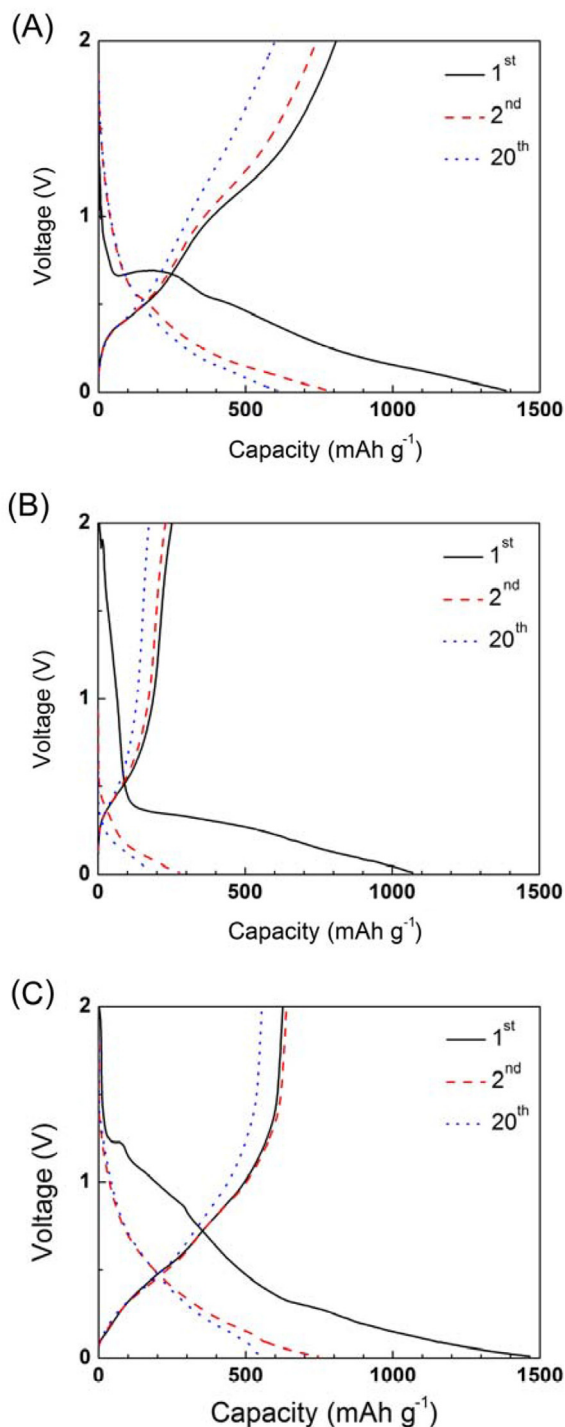 (A)
2
1
0
Voltage (V)
1st
2nd
20th
0 500 1000 1500
Capacity (mAh g-1)
(B)
2
1
0
Voltage (V)
1st
2nd
20th
0 500 1000 1500
Capacity (mAh g-1)
(C)
2
1
0
Voltage (V)
1st
2nd
20th
0 500 1000 1500
Capacity (mAh g-1)